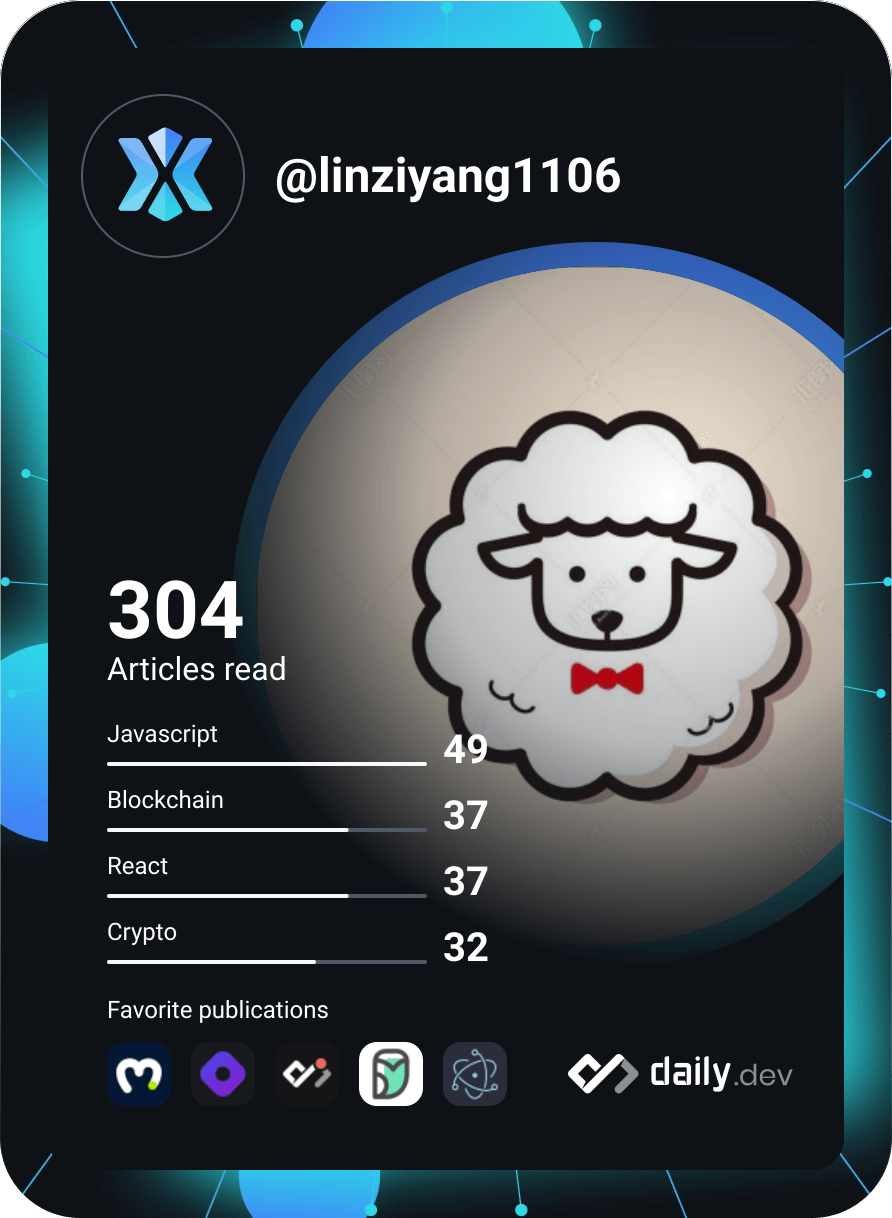 @linziyang1106
304
Articles read
Javascript
49
Blockchain
37
React
37
Crypto
32
Favorite publications
daily.dev